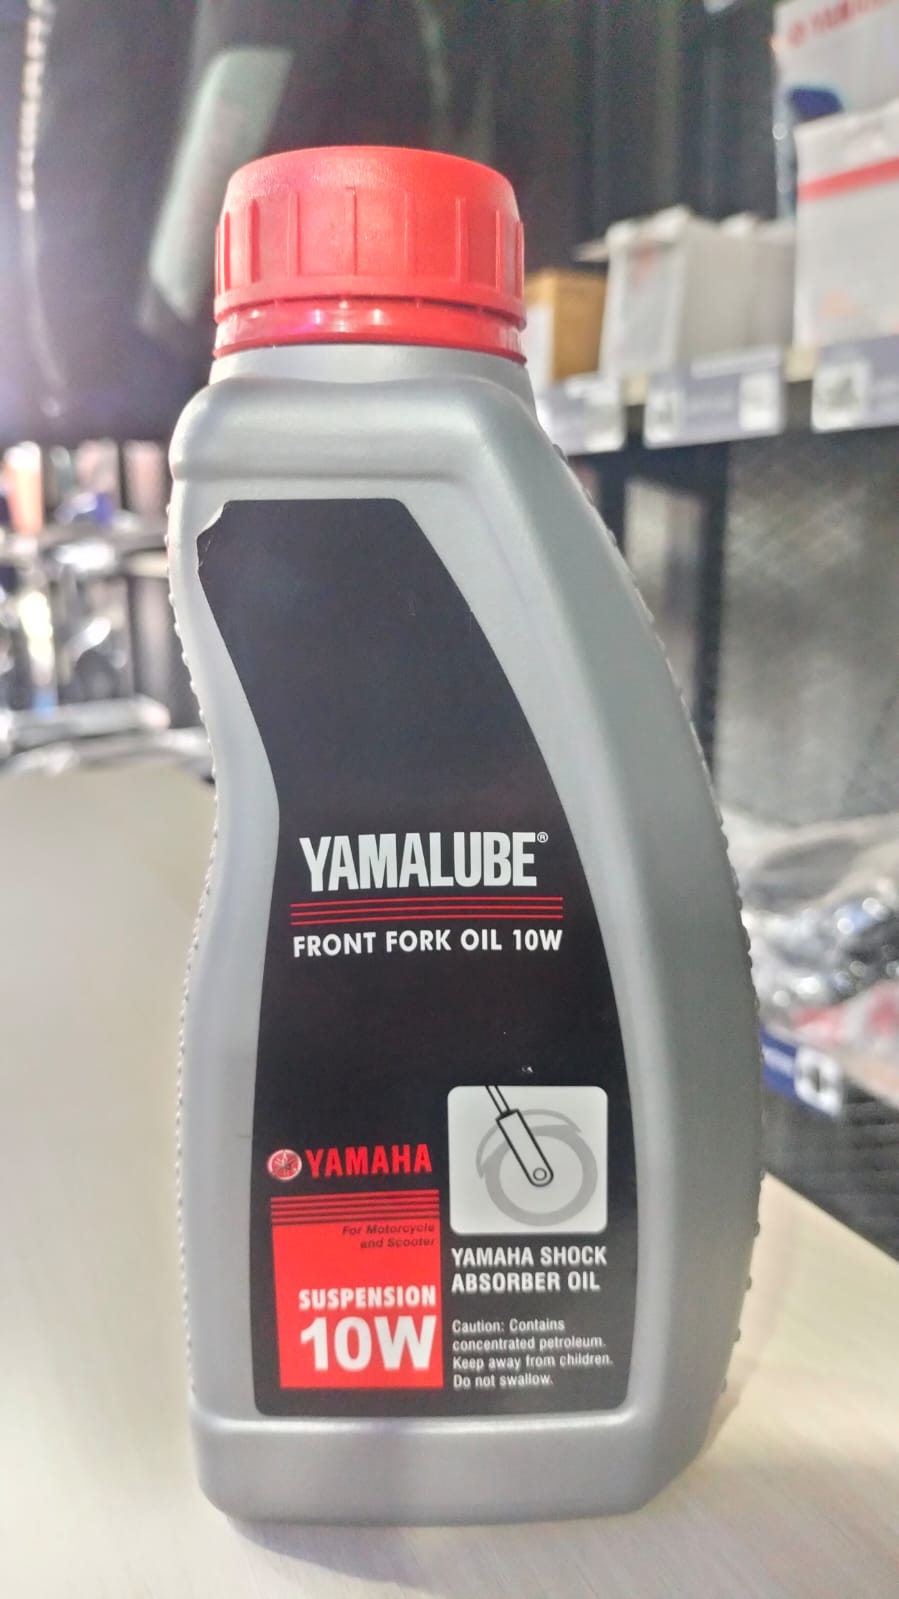 YAMALUBE®
FRONT FORK OIL 10W
YAMAHA
For Motorcycle
and Scooter
SUSPENSION
10W
YAMAHA SHOCK
ABSORBER OIL
Caution: Contains
concentrated petroleum.
Keep away from children.
Do not swallow.